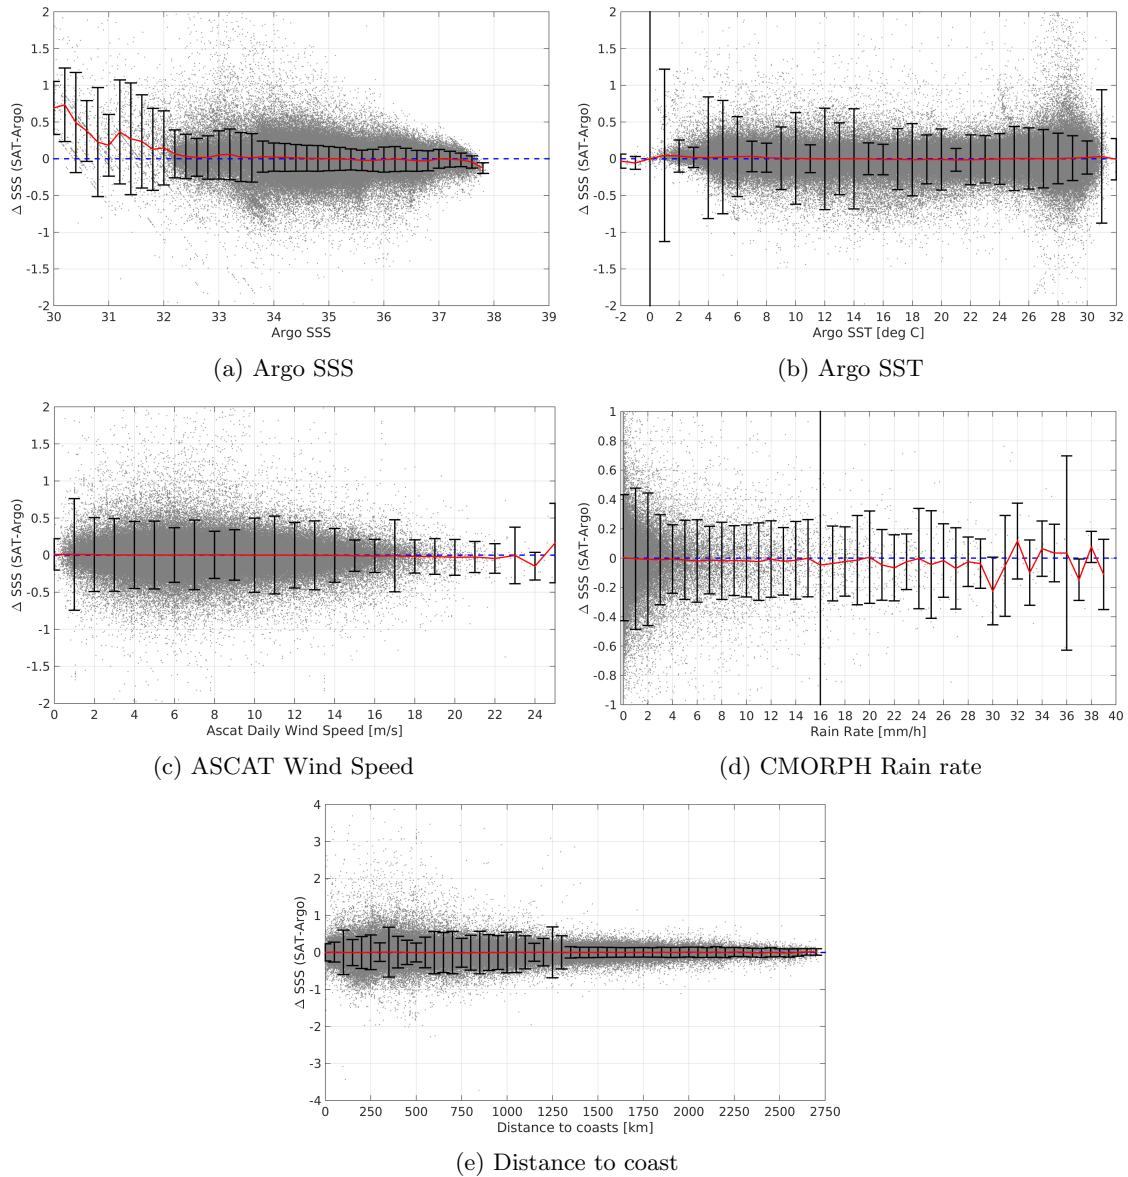 Δ SSS (SAT-Argo)
2
1.5
1
0.5
0
-0.5
-1
-1.5
-2
30 31 32 33 34 35 36 37 38 39
Argo SSS
(a) Argo SSS
Δ SSS (SAT-Argo)
2
1.5
1
0.5
0
-0.5
-1
-1.5
-2
-2 0 2 4 6 8 10 12 14 16 18 20 22 24 26 28 30 32
Argo SST [deg C]
(b) Argo SST
Δ SSS (SAT-Argo)
2
1.5
1
0.5
0
-0.5
-1
-1.5
-2
0 2 4 6 8 10 12 14 16 18 20 22 24
Ascat Daily Wind Speed [m/s]
(c) ASCAT Wind Speed
Δ SSS (SAT-Argo)
1
0.8
0.6
0.4
0.2
0
-0.2
-0.4
-0.6
-0.8
-1
0 2 4 6 8 10 12 14 16 18 20 22 24 26 28 30 32 34 36 38 40
Rain Rate [mm/h]
(d) CMORPH Rain rate
Δ SSS (SAT-Argo)
4
3
2
1
0
-1
-2
-3
-4
0 250 500 750 1000 1250 1500 1750 2000 2250 2500 2750
Distance to coasts [km]
(e) Distance to coast